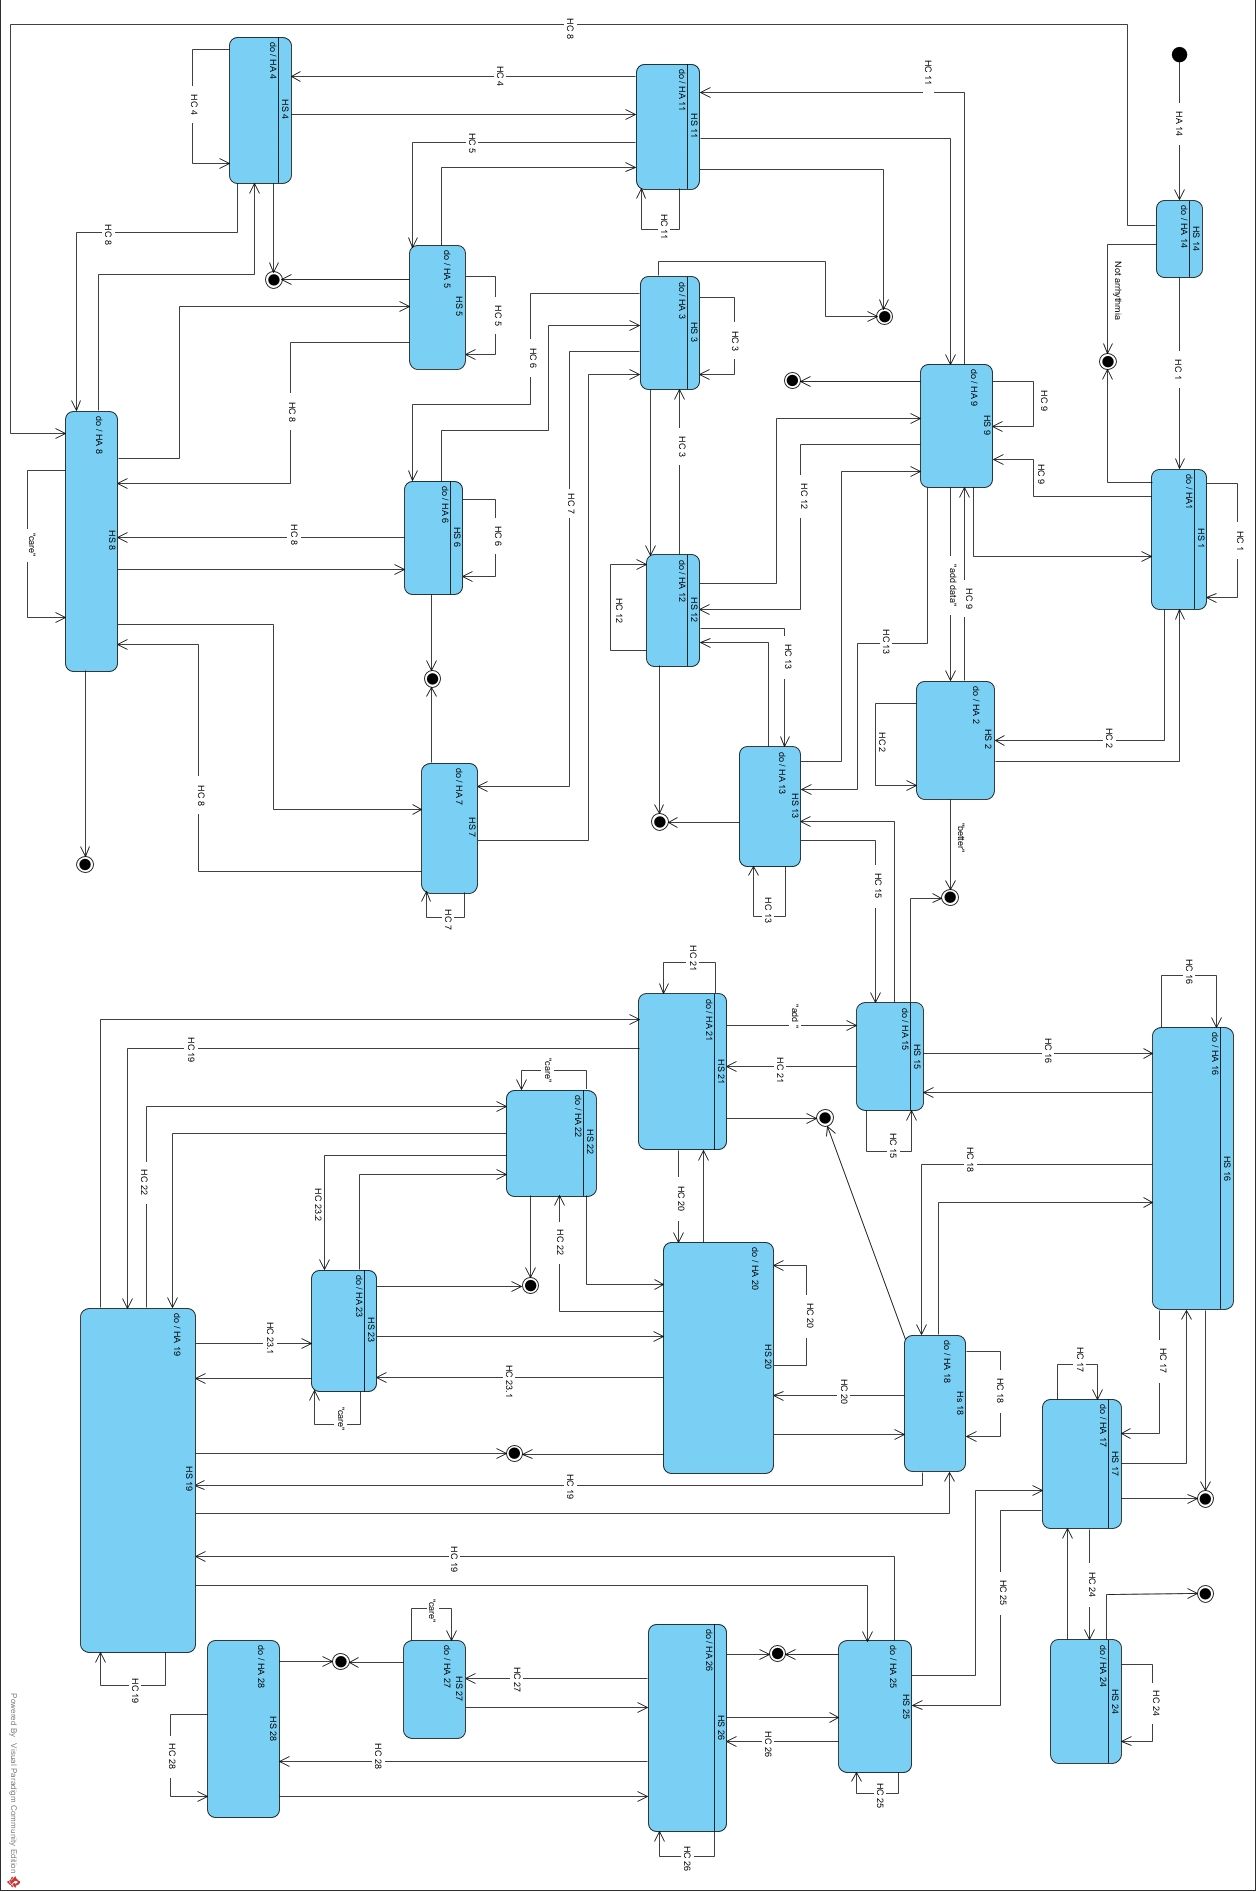 HA 14
HS 14
do / HA 14
HC 8
Not arrhythmia
HC 1
HS 1
do / HA1
HC 1
HC 9
HC 2
HS 9
do / HA 9
HC 9
HC 11
HS 11
do / HA 11
HC 11
HC 4
HS 4
do / HA 4
HC 4
HC 8
HC 5
HS 5
do / HA 5
HC 5
HC 8
HS 3
do / HA 3
HC 3
HC 6
HC 7
HC 3
HC 12
"add data"
HC 9
HC 13
HS 2
do / HA 2
HC 2
"better"
HS 12
do / HA 12
HC 12
HC 13
HS 13
do / HA 13
HC 13
HC 15
HS 6
do / HA 6
HC 6
HC 8
HS 8
do / HA 8
"care"
HC 8
HS 7
do / HA 7
HC 7
HC 16
HS 16
do / HA 16
HC 16
HS 15
do / HA 15
HC 15
HC 18
"add "
HC 21
HC 21
HS 21
do / HA 21
HC 19
HC 20
"care"
HS 22
do / HA 22
HC 22
HC 23.2
HC 22
HS 20
do / HA 20
HC 20
HC 20
HS 23
do / HA 23
"care"
HC 23.1
HC 23.1
HS 19
do / HA 19
HC 19
HC 19
HC 19
Hs 18
do / HA 18
HC 18
HC 17
HC 17
HS 17
do / HA 17
HC 24
HC 25
HS 24
do / HA 24
HC 24
HS 25
do / HA 25
HC 25
HC 26
HS 26
do / HA 26
HC 26
HC 27
"care"
HS 27
do / HA 27
HC 28
HS 28
do / HA 28
HC 28
Powered By  Visual Paradigm Community Edition